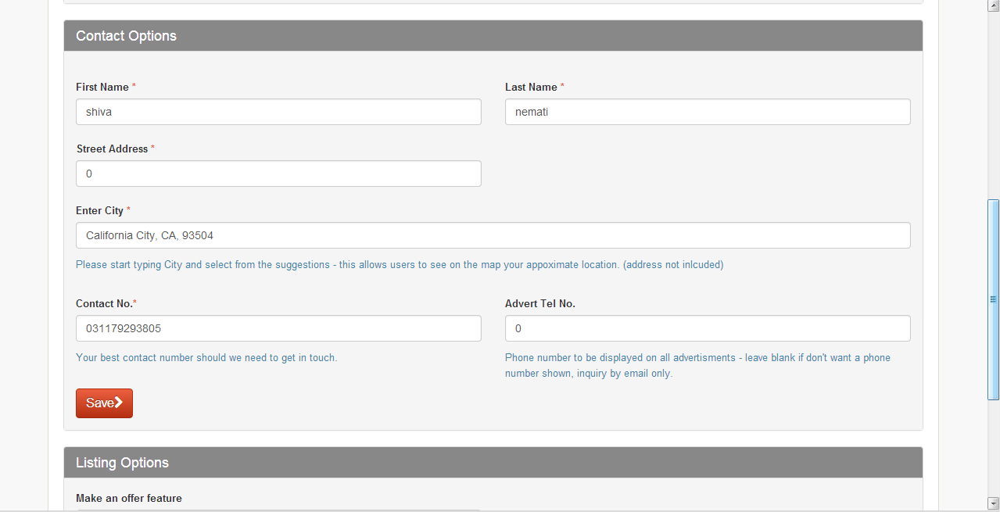 Contact Options
First Name *
Last Name *
shiva
nemati
Street Address *
0
Enter City *
California City, CA, 93504
Please start typing City and select from the suggestions - this allows users to see on the map your appoximate location. (address not inlcuded)
Contact No.*
Advert Tel No.
031179293805
0
Your best contact number should we need to get in touch.
Phone number to be displayed on all advertisments - leave blank if don't want a phone
number shown, inquiry by email only.
Save
Listing Options
Make an offer feature